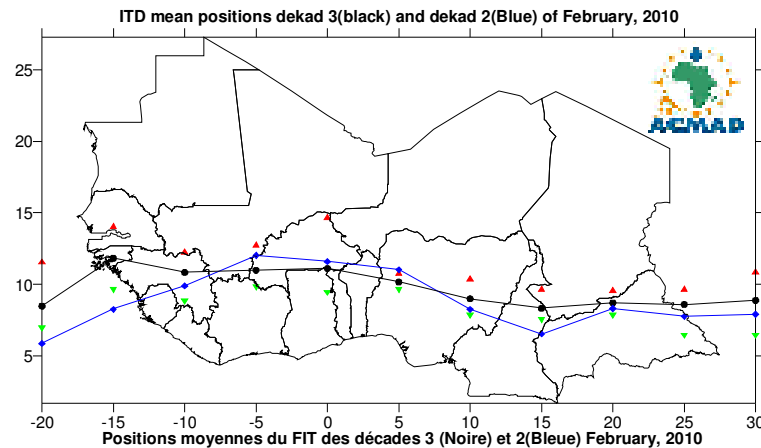 ITD mean positions dekad 3(black) and dekad 2(Blue) of February, 2010
25
20
15
10
5
ACMAD
-20 -15 -10 -5 0 5 10 15 20 25 30
Positions moyennes du FIT des décades 3 (Noire) et 2(Bleue) February, 2010